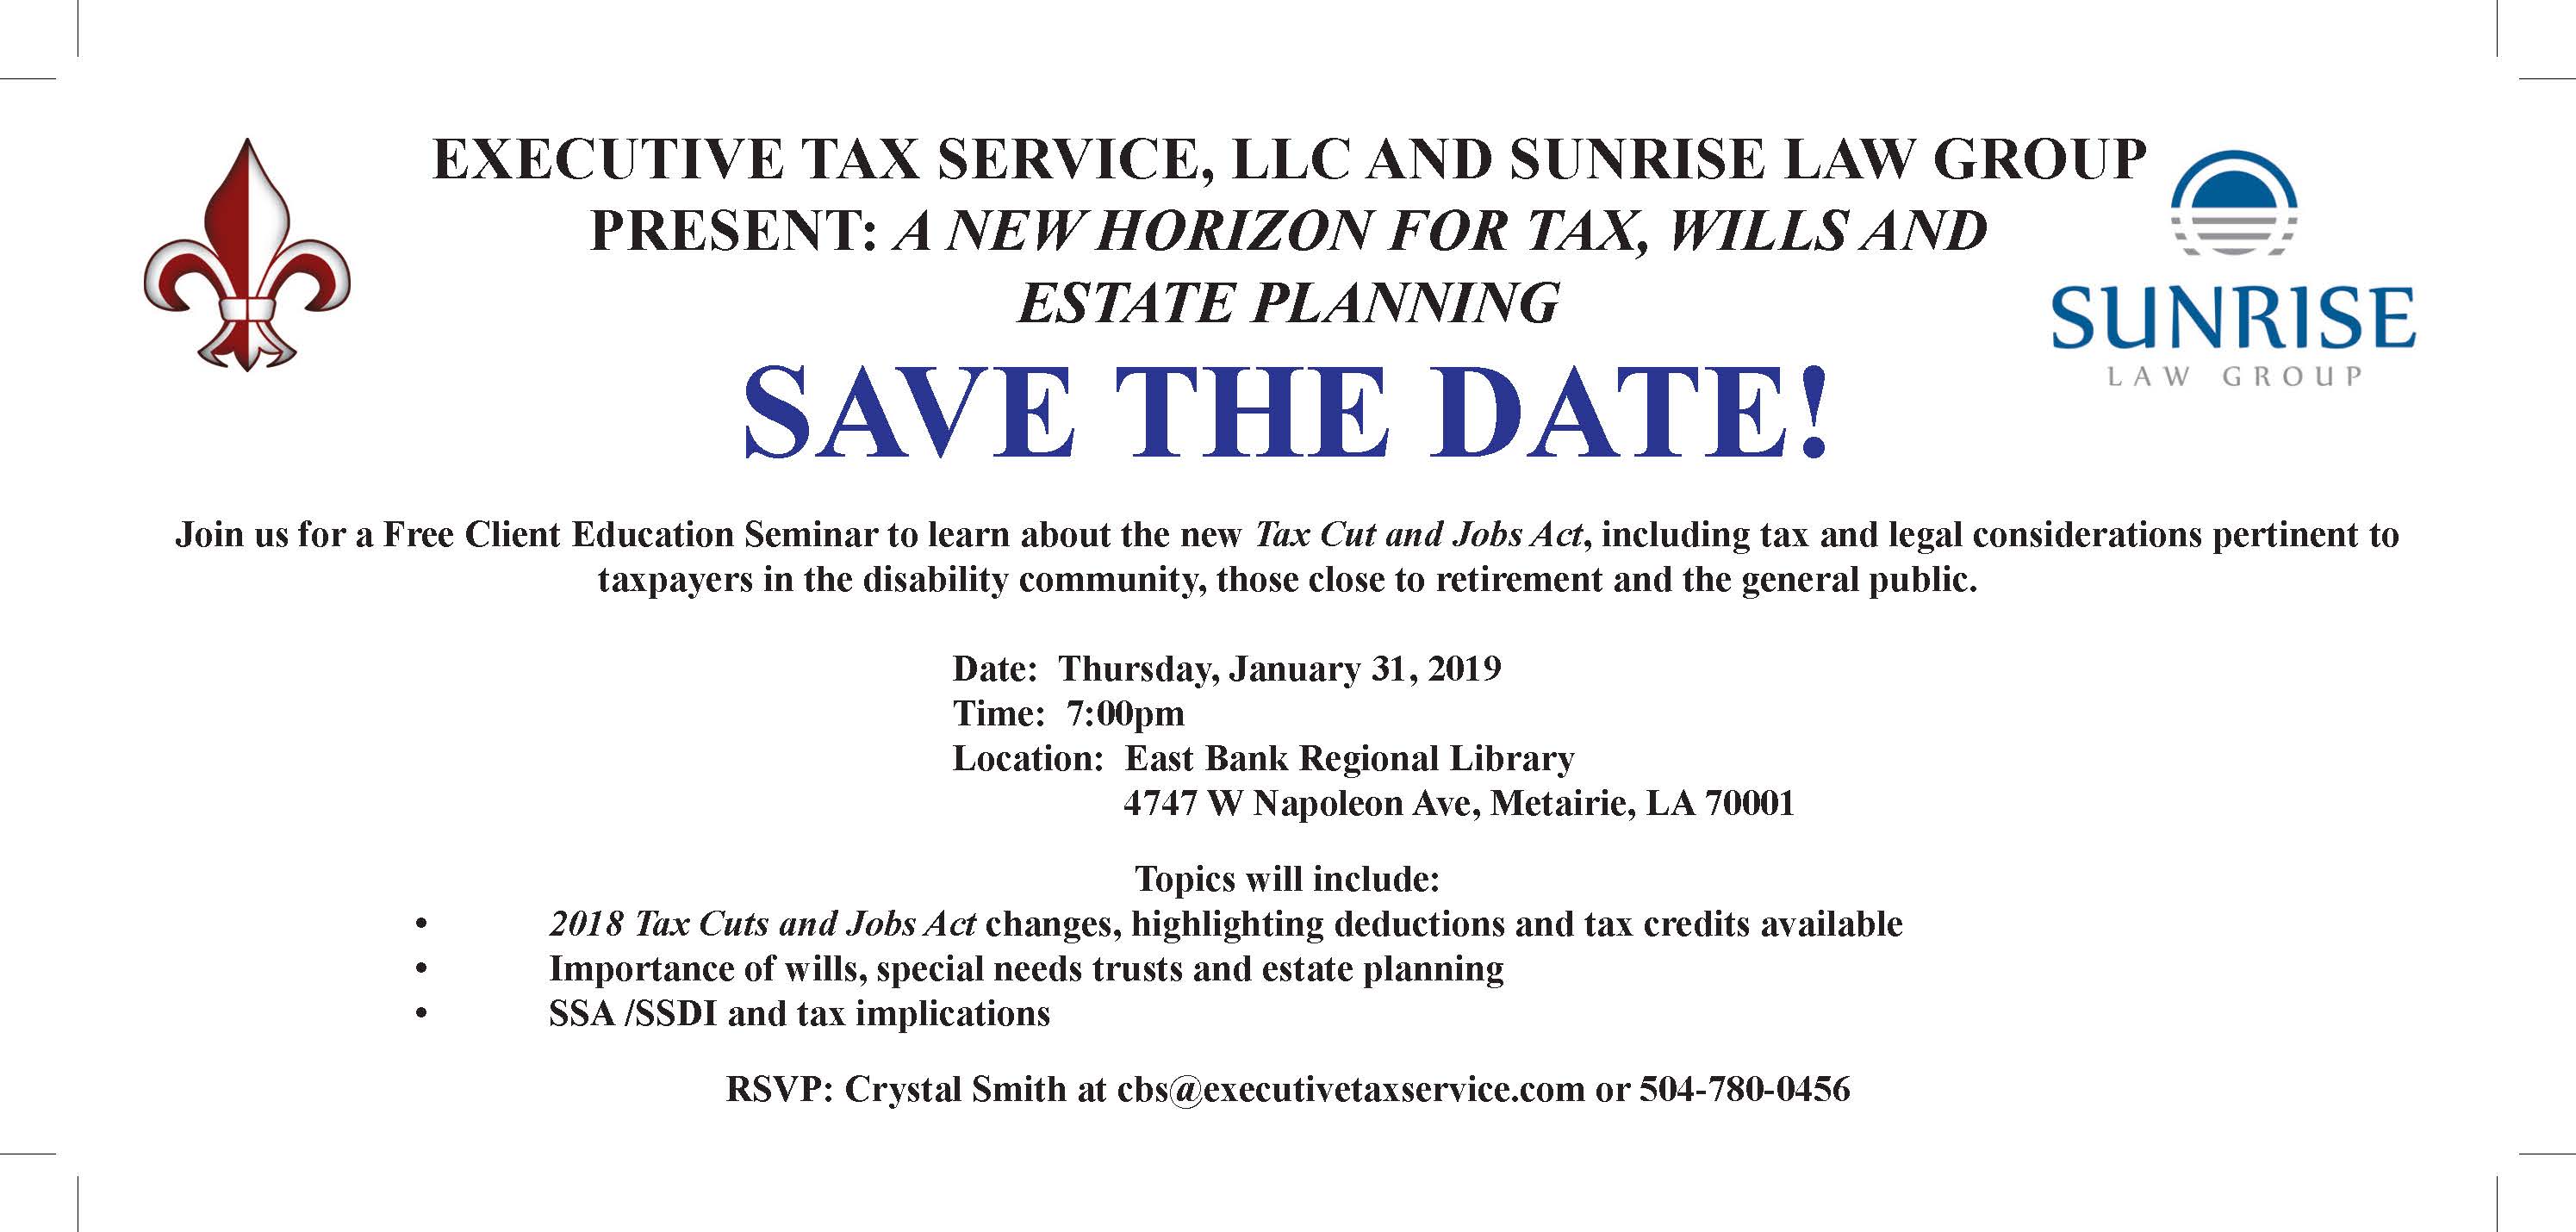 EXECUTIVE TAX SERVICE, LLC AND SUNRISE LAW GROUP
PRESENT: A NEW HORIZON FOR TAX, WILLS AND
ESTATE PLANNING
SUNRISE
LAW GROUP
SAVE THE DATE!
Join us for a Free Client Education Seminar to learn about the new Tax Cut and Jobs Act, including tax and legal considerations pertinent to
taxpayers in the disability community, those close to retirement and the general public.
Date: Thursday, January 31, 2019
Time: 7:00pm
Location: East Bank Regional Library
4747 W Napoleon Ave, Metairie, LA 70001
Topics will include:
• 2018 Tax Cuts and Jobs Act changes, highlighting deductions and tax credits available
• Importance of wills, special needs trusts and estate planning
• SSA /SSDI and tax implications
RSVP: Crystal Smith at cbs@executivetaxservice.com or 504-780-0456